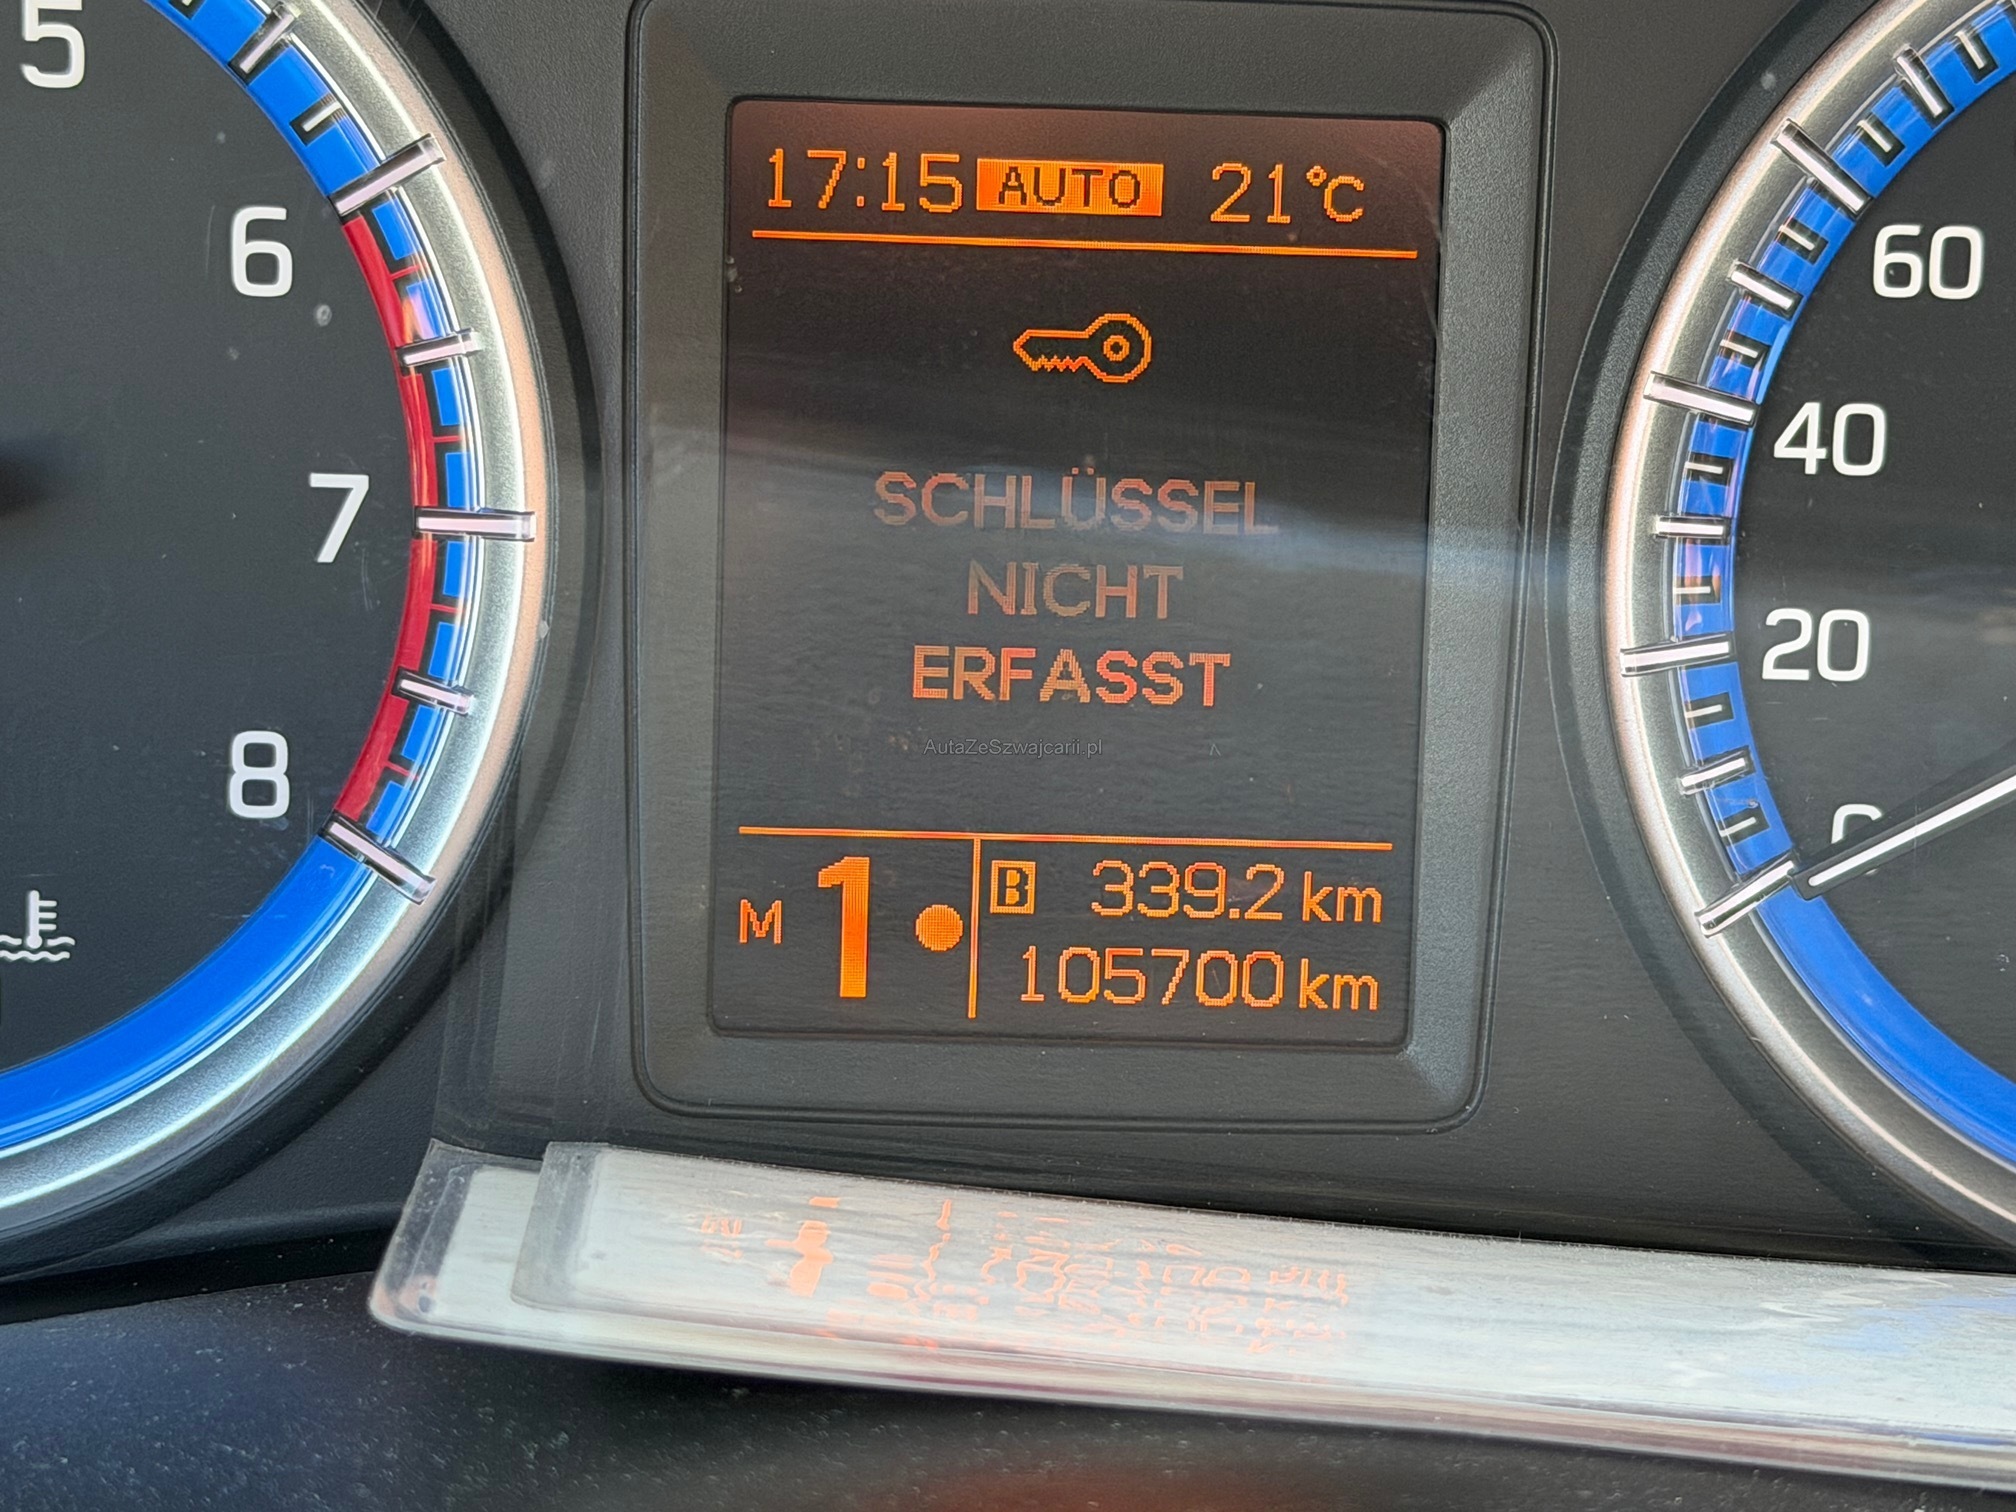 5
6
7
8
17:15 AUTO 21°C
SCHLÜSSEL
NICHT
ERFASST
AutaZeSzwajcarii.pl
M 1 B 339.2 km
105700 km
60
40
20
0